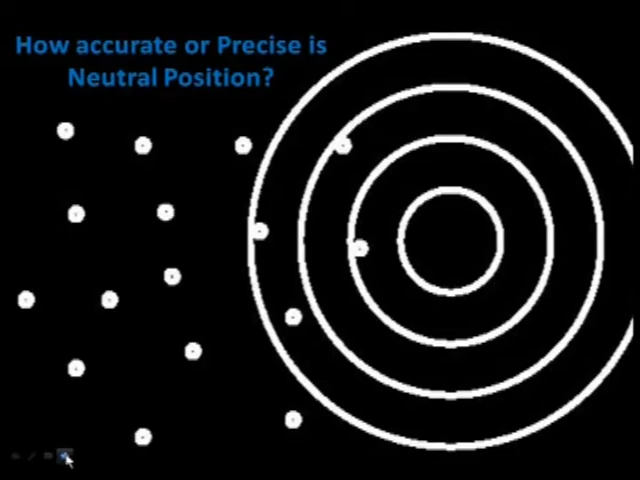 How accurate or Precise is
Neutral Position?